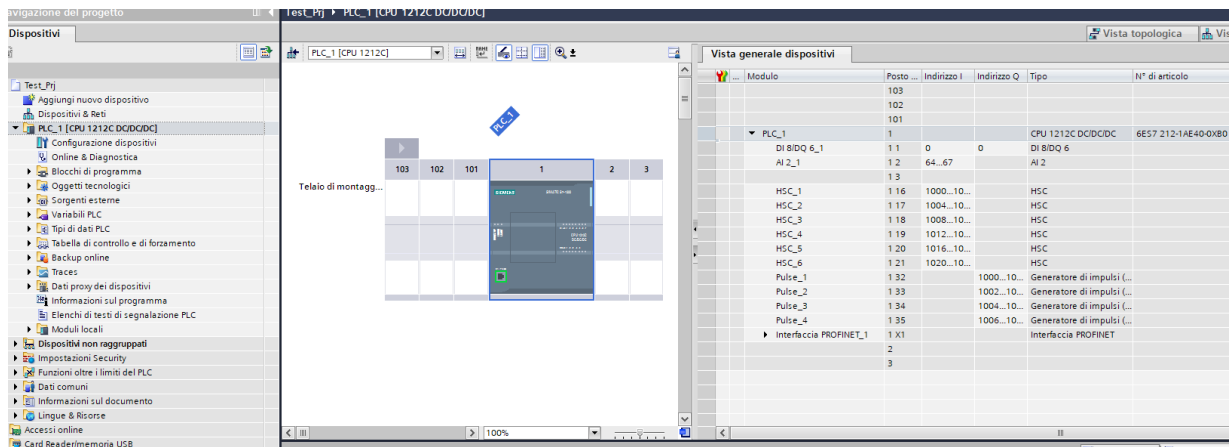 avigazione del progetto
Test_Prj ▸ PLC_1 [CPU 1212C DC/DC/DC]
Dispositivi
Vista topologica
Vis
PLC_1 [CPU 1212C]
Vista generale dispositivi
... Modulo Posto ... Indirizzo I Indirizzo Q Tipo N° di articolo
Test_Prj
Aggiungi nuovo dispositivo
Dispositivi & Reti
PLC_1 [CPU 1212C DC/DC/DC]
Configurazione dispositivi
Online & Diagnostica
Blocchi di programma
Oggetti tecnologici
Sorgenti esterne
Variabili PLC
Tipi di dati PLC
Tabella di controllo e di forzamento
Backup online
Traces
Dati proxy dei dispositivi
Informazioni sul programma
Elenchi di testi di segnalazione PLC
Moduli locali
Dispositivi non raggruppati
Impostazioni Security
Funzioni oltre i limiti del PLC
Dati comuni
Informazioni sul documento
Lingue & Risorse
Accessi online
Card Reader/memoria USB
PLC_1
103 102 101 1 2 3
Telaio di montagg...
SIEMENS
100%
103
102
101
PLC_1 1 CPU 1212C DC/DC/DC 6ES7 212-1AE40-0XB0
DI 8/DQ 6_1 1 1 0 0 DI 8/DQ 6
AI 2_1 1 2 64...67 AI 2
1 3
HSC_1 1 16 1000...10... HSC
HSC_2 1 17 1004...10... HSC
HSC_3 1 18 1008...10... HSC
HSC_4 1 19 1012...10... HSC
HSC_5 1 20 1016...10... HSC
HSC_6 1 21 1020...10... HSC
Pulse_1 1 32 1000...10... Generatore di impulsi (...
Pulse_2 1 33 1002...10... Generatore di impulsi (...
Pulse_3 1 34 1004...10... Generatore di impulsi (...
Pulse_4 1 35 1006...10... Generatore di impulsi (...
Interfaccia PROFINET_1 1 X1 Interfaccia PROFINET
2
3